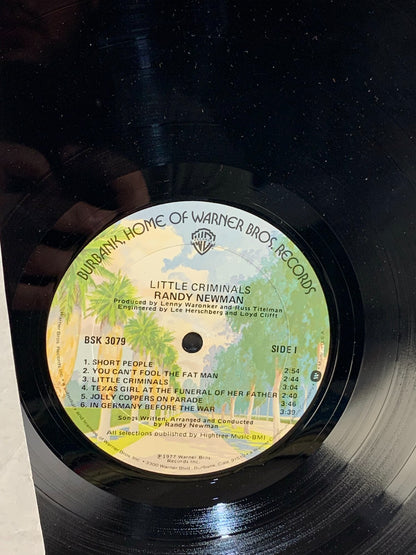 BURBANK, HOME OF WARNER BROS. RECORDS
LITTLE CRIMINALS
RANDY NEWMAN
Produced by Lenny Waronker and Russ Titelman
Engineered by Lee Herschberg and Loyd Clifft
BSK 3079 SIDE 1
1. SHORT PEOPLE 2:54
2. YOU CAN'T FOOL THE FAT MAN 2:44
3. LITTLE CRIMINALS 3:04
4. TEXAS GIRL AT THE FUNERAL OF HER FATHER 2:40
5. JOLLY COPPERS ON PARADE 3:46
6. IN GERMANY BEFORE THE WAR 3:39
Songs Written, Arranged and Conducted
by Randy Newman
All selections published by Hightree Music-BMI
℗1977 Warner Bros.
Records Inc.